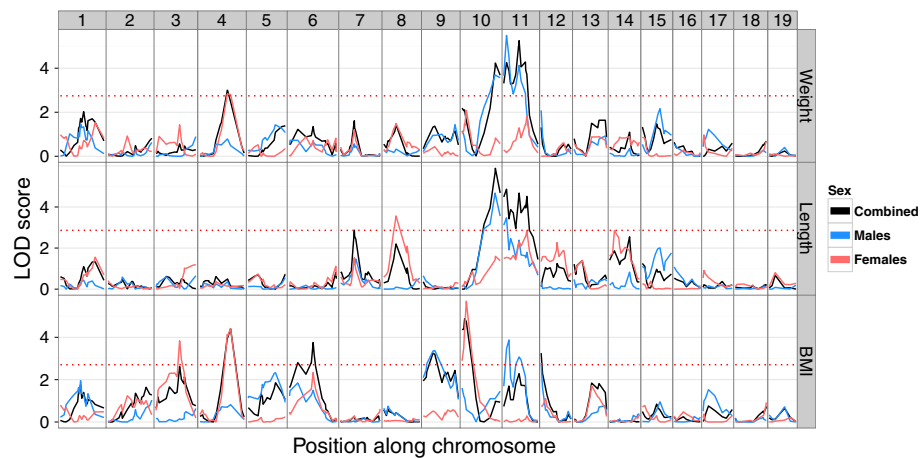 1 2 3 4 5 6 7 8 9 10 11 12 13 14 15 16 17 18 19
4
2
0
Weight
LOD score
4
2
0
Length
4
2
0
BMI
Position along chromosome
Sex
Combined
Males
Females